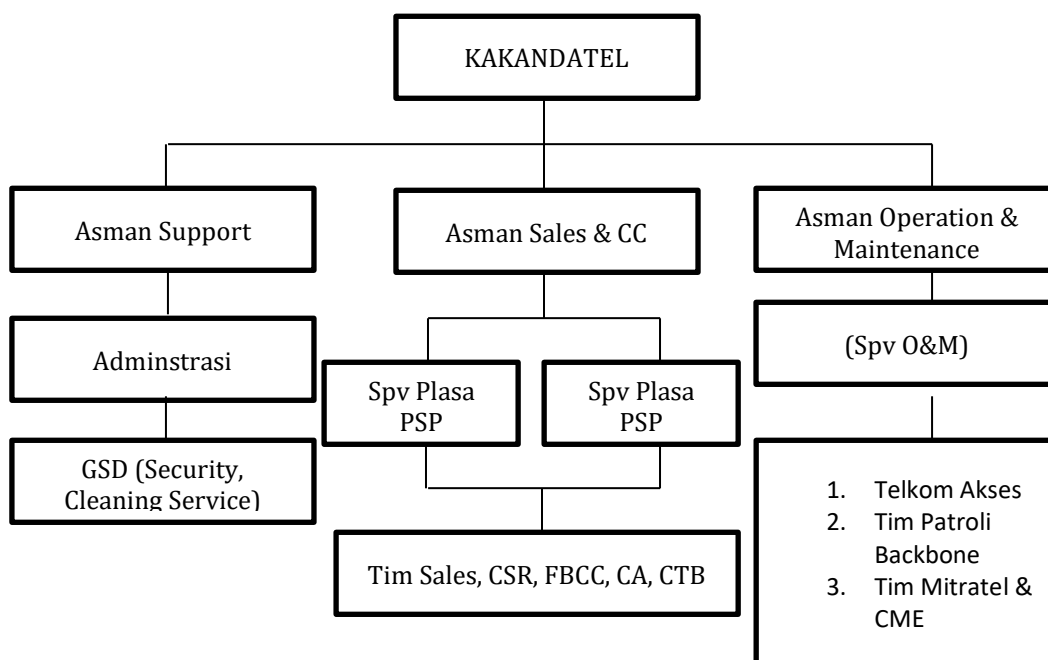 KAKANDATEL
Asman Support
Asman Sales & CC
Asman Operation &
Maintenance
Adminstrasi
Spv Plasa
PSP
Spv Plasa
PSP
(Spv O&M)
GSD (Security,
Cleaning Service)
Tim Sales, CSR, FBCC, CA, CTB
1. Telkom Akses
2. Tim Patroli
Backbone
3. Tim Mitratel &
CME